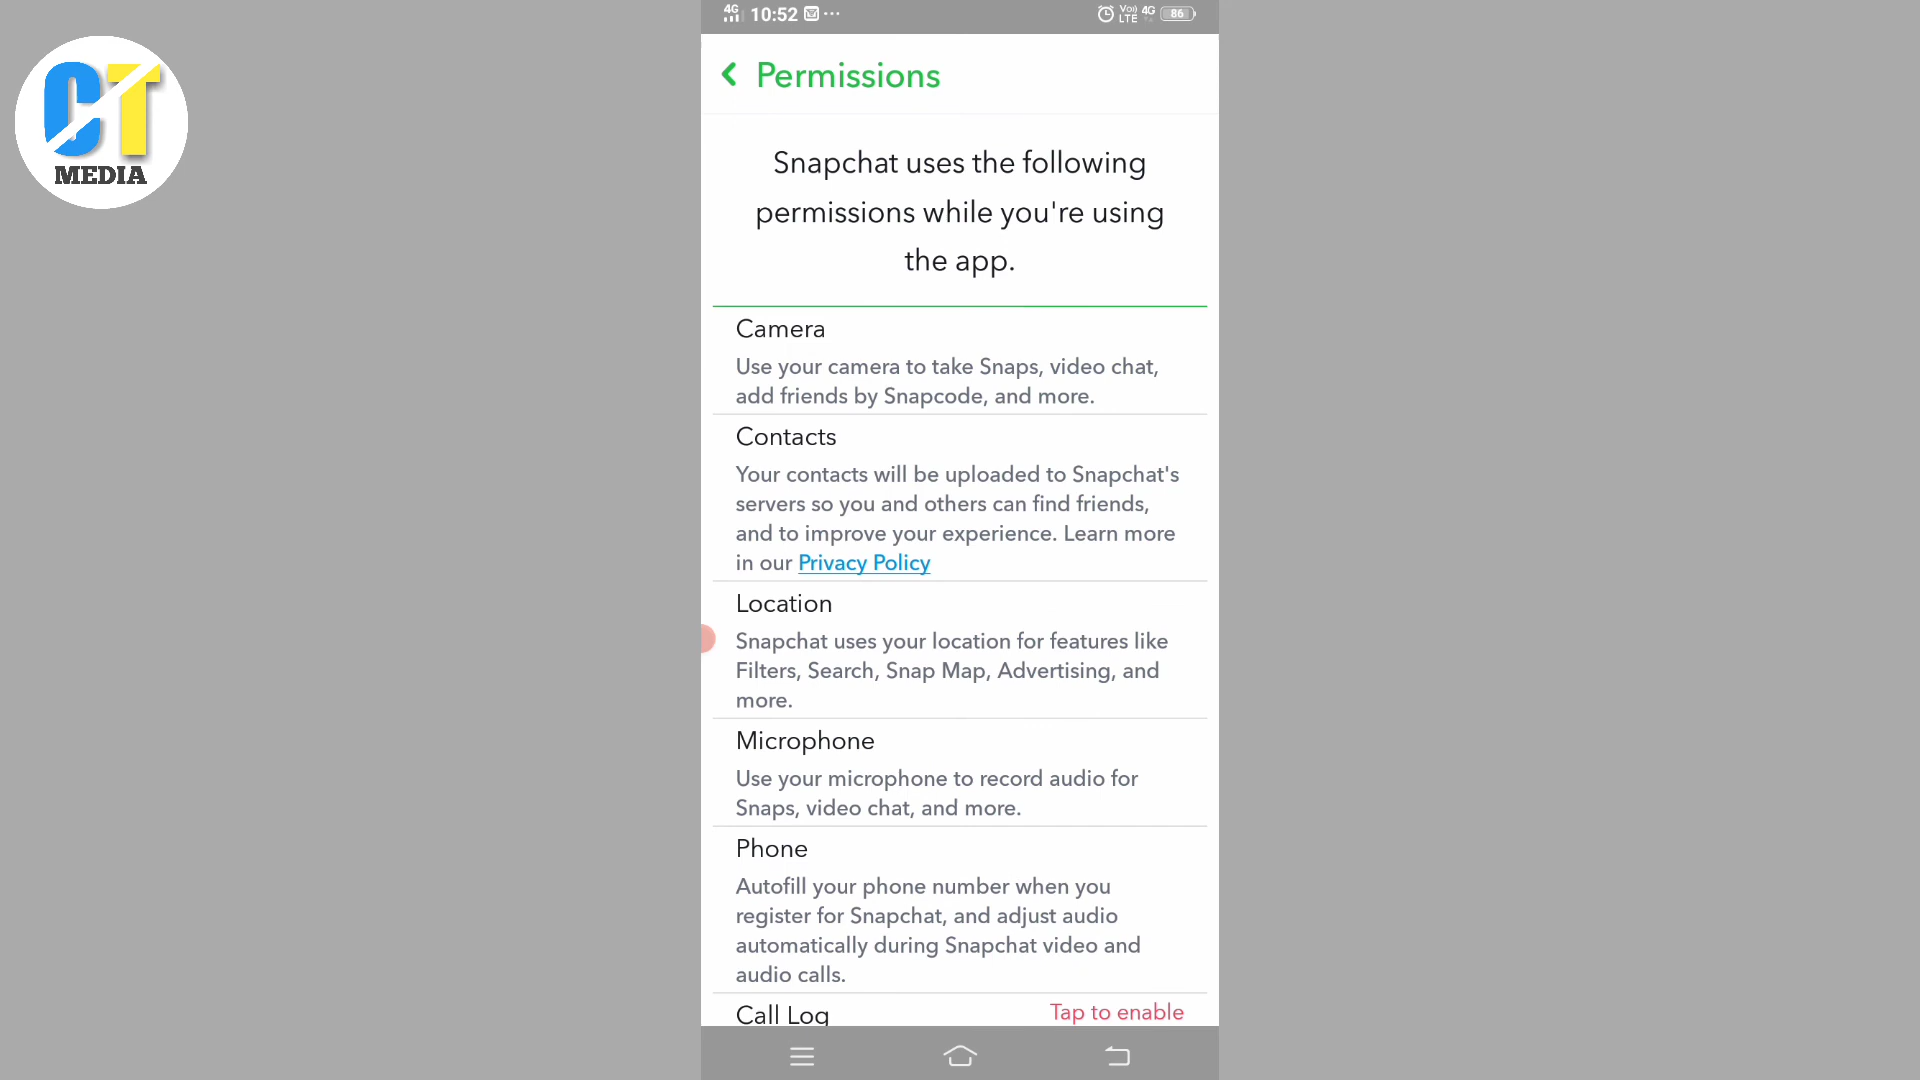 4G 10:52
VoI) LTE 4G 86
CT
MEDIA
Permissions
Snapchat uses the following
permissions while you're using
the app.
Camera
Use your camera to take Snaps, video chat,
add friends by Snapcode, and more.
Contacts
Your contacts will be uploaded to Snapchat's
servers so you and others can find friends,
and to improve your experience. Learn more
in our Privacy Policy
Location
Snapchat uses your location for features like
Filters, Search, Snap Map, Advertising, and
more.
Microphone
Use your microphone to record audio for
Snaps, video chat, and more.
Phone
Autofill your phone number when you
register for Snapchat, and adjust audio
automatically during Snapchat video and
audio calls.
Call Log Tap to enable